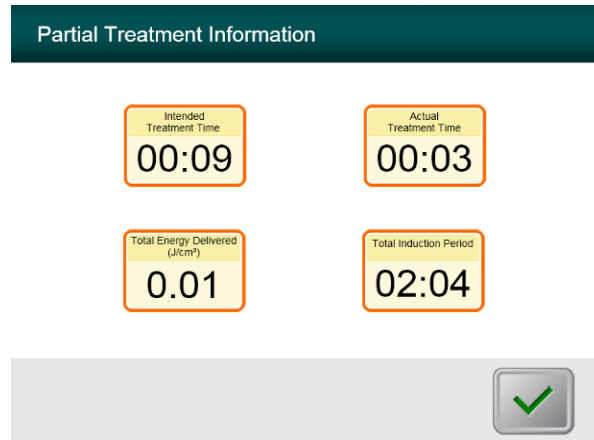 Partial Treatment Information
Intended
Treatment Time
00:09
Actual
Treatment Time
00:03
Total Energy Delivered
(J/cm²)
0.01
Total Induction Period
02:04